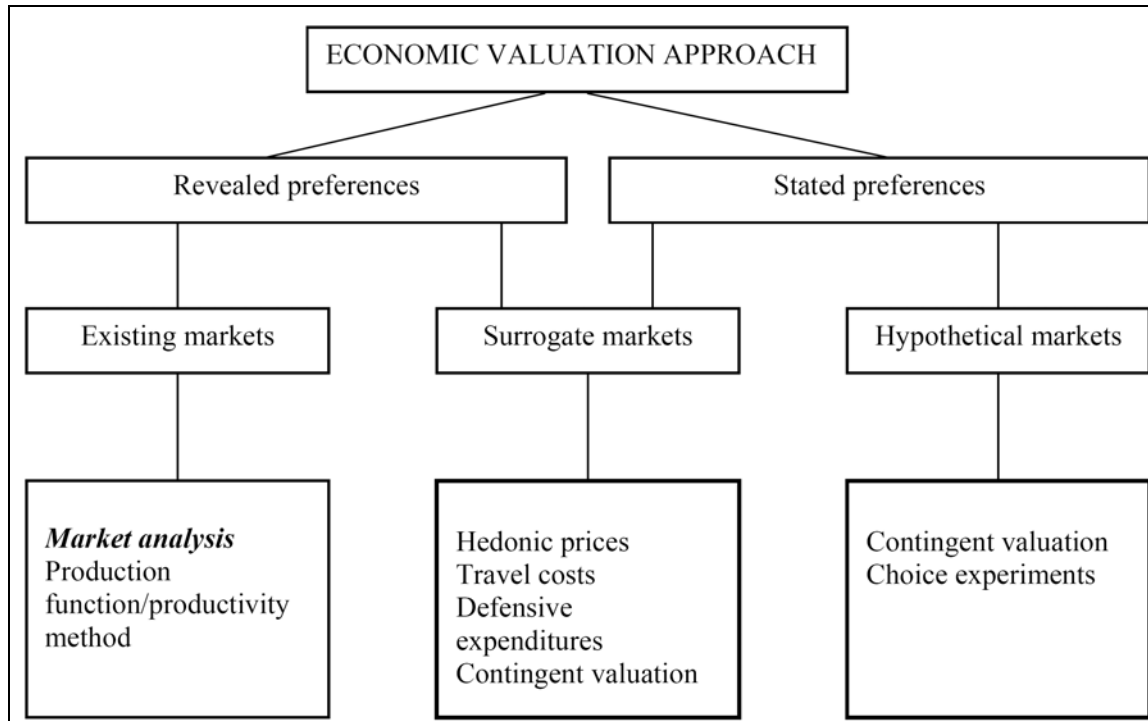 ECONOMIC VALUATION APPROACH
Revealed preferences
Stated preferences
Existing markets
Surrogate markets
Hypothetical markets
Market analysis
Production
function/productivity
method
Hedonic prices
Travel costs
Defensive
expenditures
Contingent valuation
Contingent valuation
Choice experiments